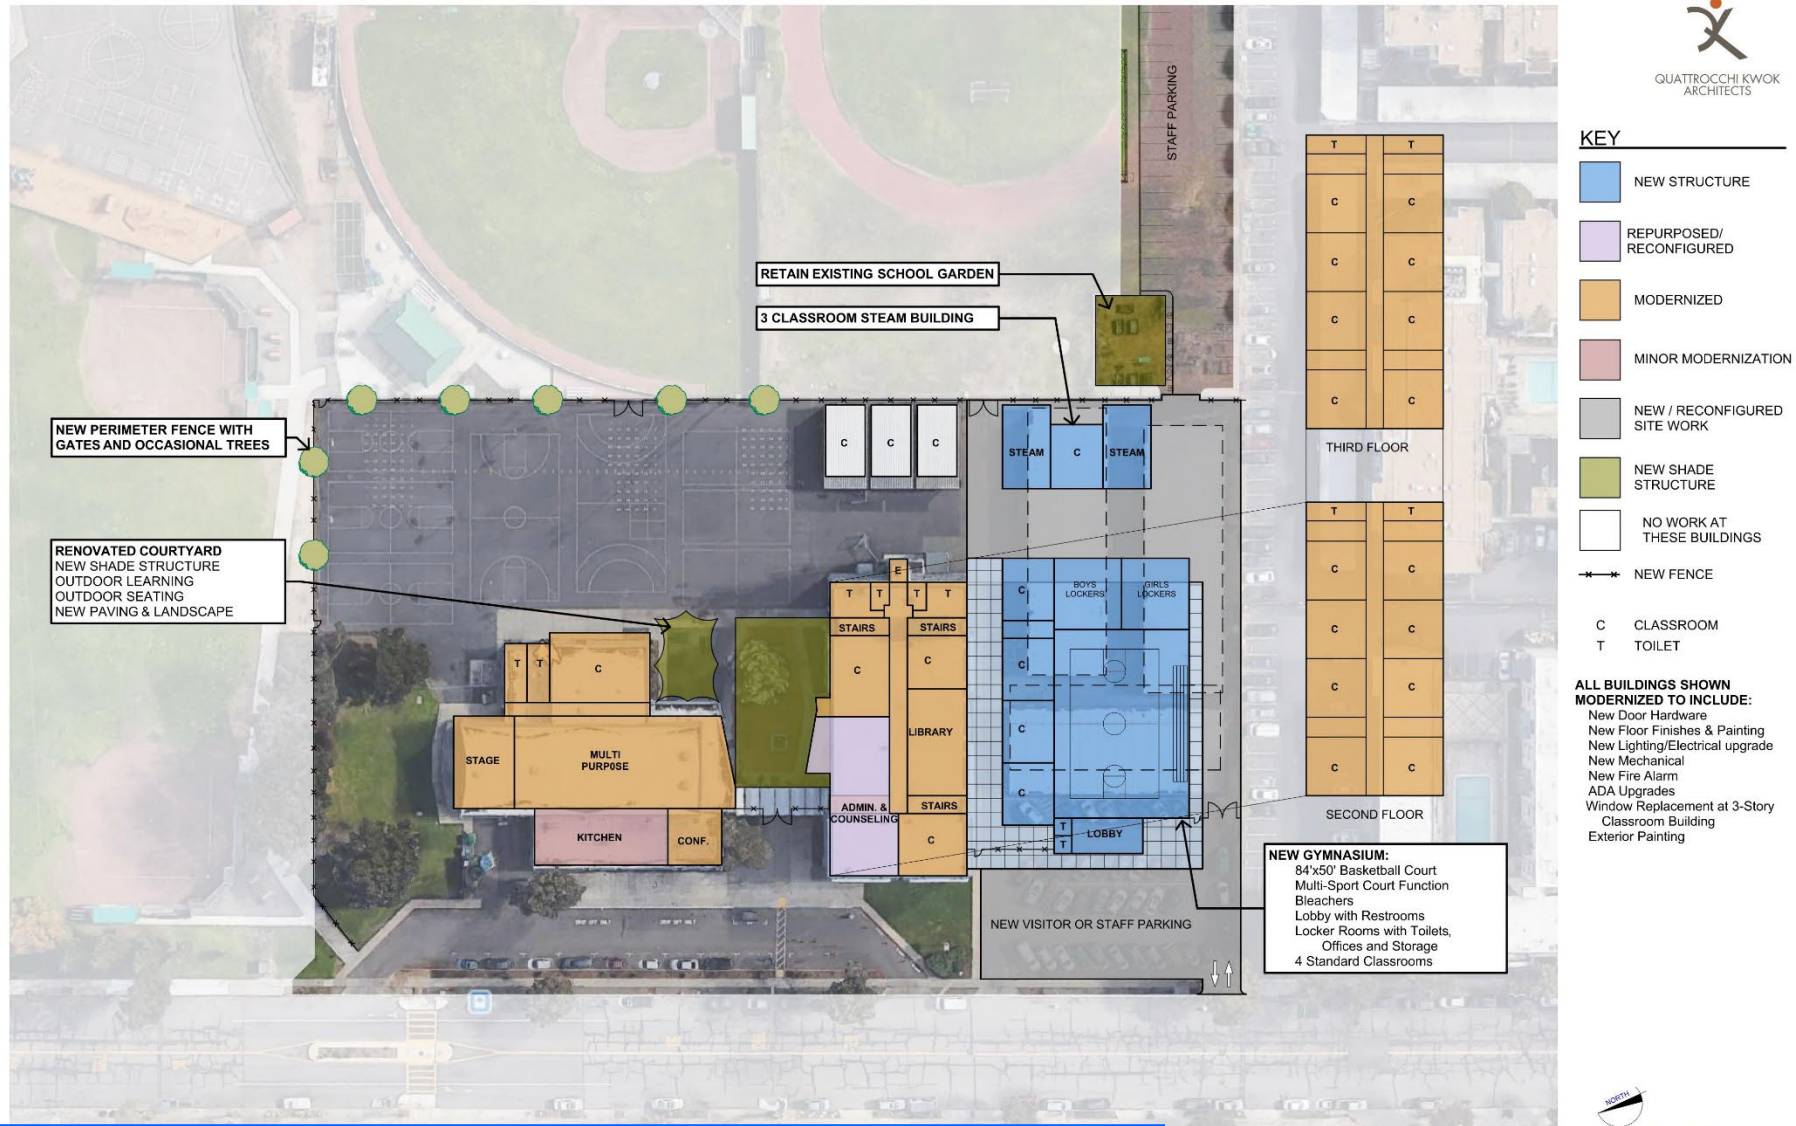 QUATTROCCHI KWOK
ARCHITECTS
KEY
NEW STRUCTURE
REPURPOSED/
RECONFIGURED
MODERNIZED
MINOR MODERNIZATION
NEW / RECONFIGURED
SITE WORK
NEW SHADE
STRUCTURE
NO WORK AT
THESE BUILDINGS
NEW FENCE
C CLASSROOM
T TOILET
ALL BUILDINGS SHOWN
MODERNIZED TO INCLUDE:
New Door Hardware
New Floor Finishes & Painting
New Lighting/Electrical upgrade
New Mechanical
New Fire Alarm
ADA Upgrades
Window Replacement at 3-Story
Classroom Building
Exterior Painting
NORTH
STAFF PARKING
RETAIN EXISTING SCHOOL GARDEN
3 CLASSROOM STEAM BUILDING
NEW PERIMETER FENCE WITH
GATES AND OCCASIONAL TREES
RENOVATED COURTYARD
NEW SHADE STRUCTURE
OUTDOOR LEARNING
OUTDOOR SEATING
NEW PAVING & LANDSCAPE
T T
C C
C C
C C
C C
THIRD FLOOR
T T
C C
C C
C C
C C
SECOND FLOOR
C C C
STEAM C STEAM
E
T T T T
STAIRS STAIRS
C C
LIBRARY
STAIRS
ADMIN. &
COUNSELING
C
T T C
STAGE
MULTI
PURPOSE
KITCHEN
CONF.
C
BOYS
LOCKERS
GIRLS
LOCKERS
C
C
C
T
T
LOBBY
NEW VISITOR OR STAFF PARKING
NEW GYMNASIUM:
84'x50' Basketball Court
Multi-Sport Court Function
Bleachers
Lobby with Restrooms
Locker Rooms with Toilets,
Offices and Storage
4 Standard Classrooms